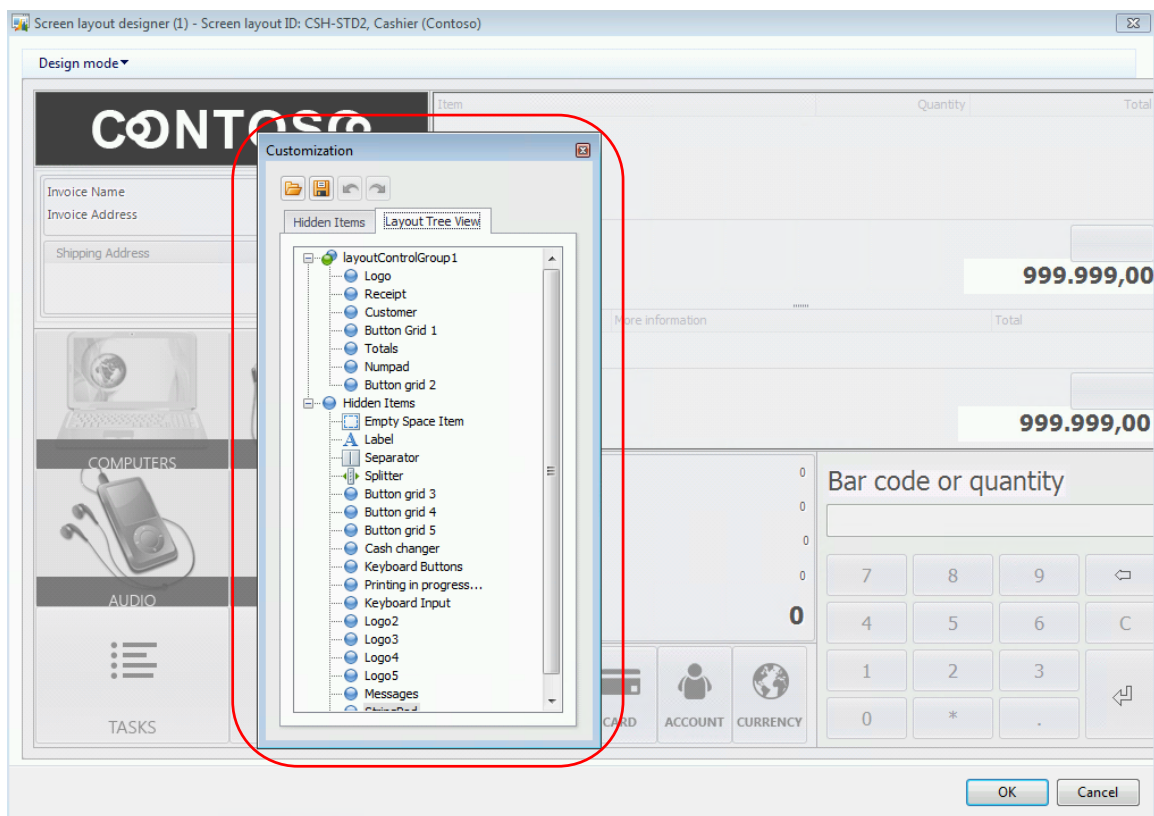 Screen layout designer (1) - Screen layout ID: CSH-STD2, Cashier (Contoso)
Design mode
CONTOSO
Item Quantity Total
Customization
Invoice Name
Invoice Address
Hidden Items Layout Tree View
Shipping Address
layoutControlGroup1
Logo
Receipt
Customer
Button Grid 1
Totals
Numpad
Button grid 2
Hidden Items
Empty Space Item
Label
Separator
Splitter
Button grid 3
Button grid 4
Button grid 5
Cash changer
Keyboard Buttons
Printing in progress...
Keyboard Input
Logo2
Logo3
Logo4
Logo5
Messages
StringPad
999.999,00
More information Total
999.999,00
COMPUTERS
AUDIO
TASKS
0
0
0
0
0
CARD ACCOUNT CURRENCY
Bar code or quantity
7 8 9
4 5 6 C
1 2 3
0 * .
OK Cancel